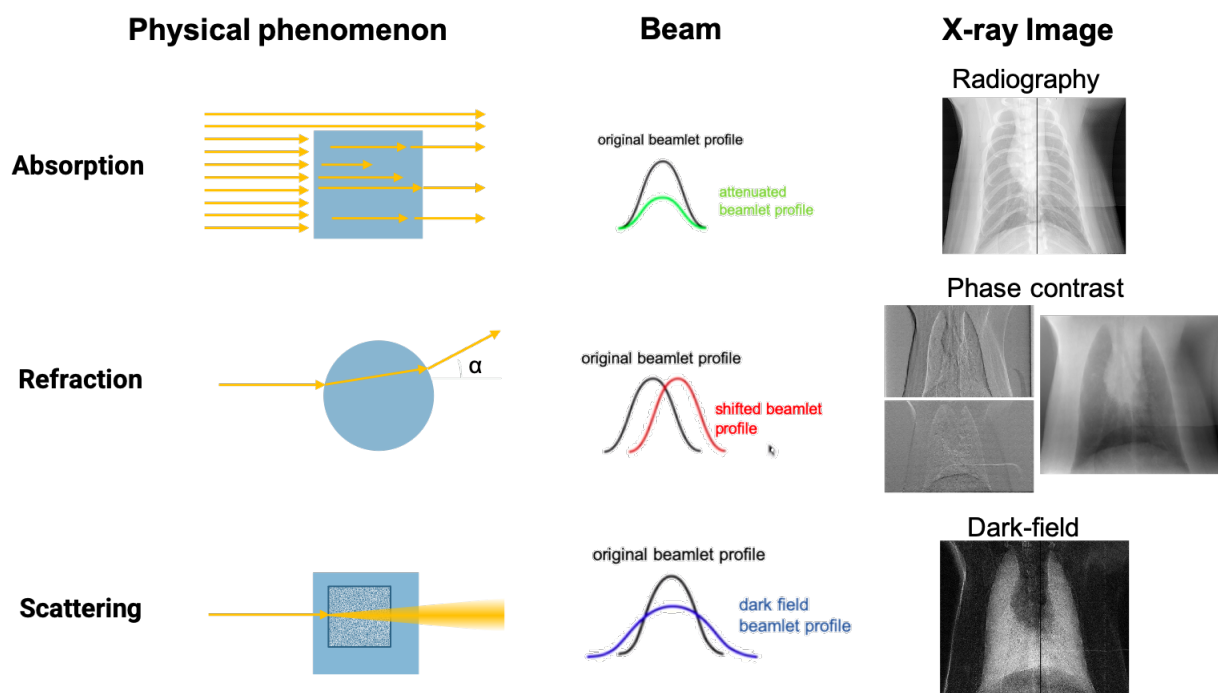 Physical phenomenon
Beam
X-ray Image
Absorption
original beamlet profile
attenuated
beamlet profile
Radiography
Refraction
α
original beamlet profile
shifted beamlet
profile
Phase contrast
Scattering
original beamlet profile
dark field
beamlet profile
Dark-field